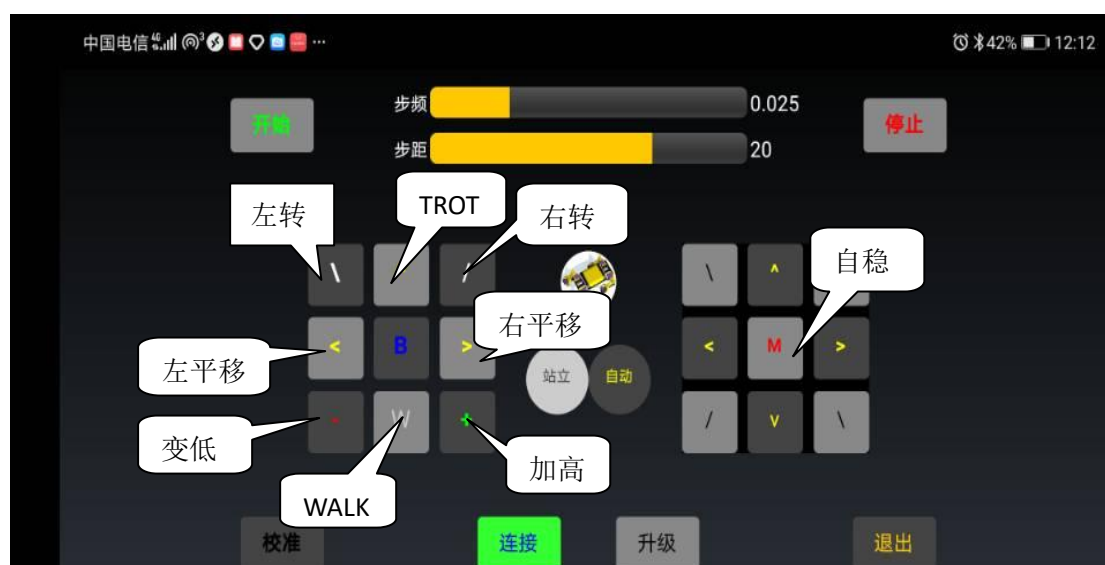 中国电信 4G 3 ... 42% 12:12
开始
步频 0.025
停止
步距 20
左转
TROT
右转
自稳
\ / \ ^
右平移
< B > < M >
左平移
站立 自动
变低
- W + / v \
加高
WALK
校准 连接 升级 退出